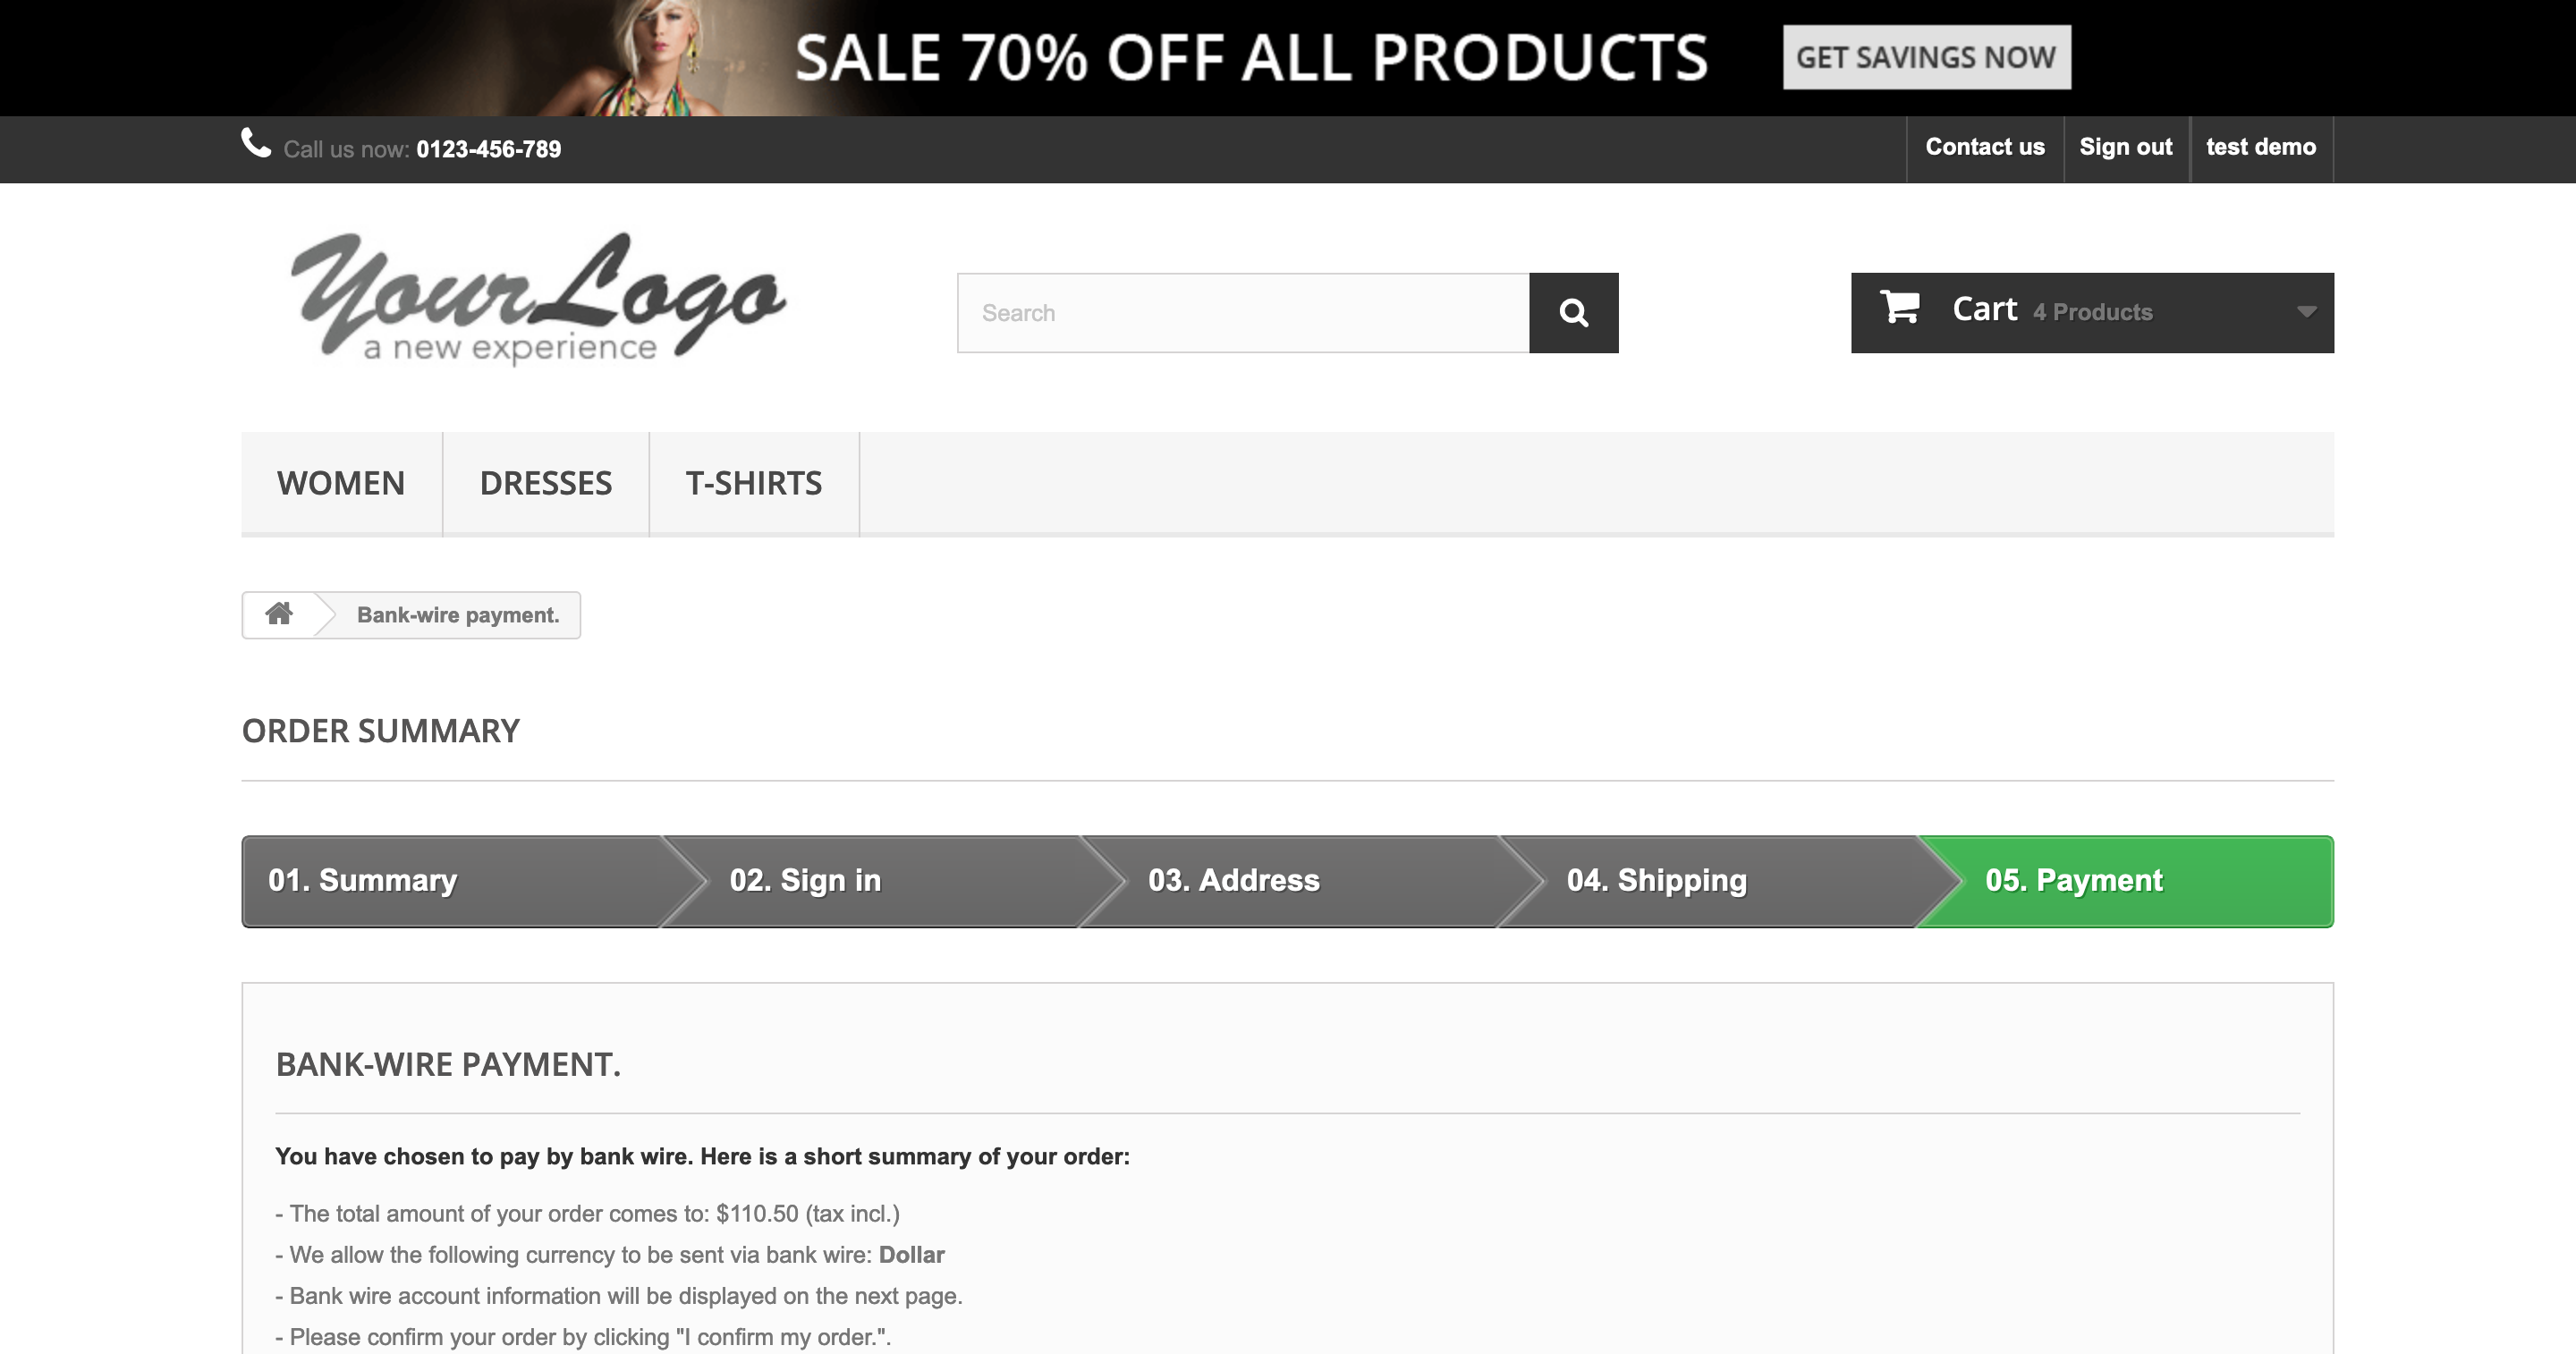 SALE 70% OFF ALL PRODUCTS GET SAVINGS NOW
Call us now: 0123-456-789 Contact us Sign out test demo
Your Logo
a new experience
Search
Cart 4 Products
WOMEN DRESSES T-SHIRTS
Bank-wire payment.
ORDER SUMMARY
01. Summary 02. Sign in 03. Address 04. Shipping 05. Payment
BANK-WIRE PAYMENT.
You have chosen to pay by bank wire. Here is a short summary of your order:
- The total amount of your order comes to: $110.50 (tax incl.)
- We allow the following currency to be sent via bank wire: Dollar
- Bank wire account information will be displayed on the next page.
- Please confirm your order by clicking "I confirm my order.".